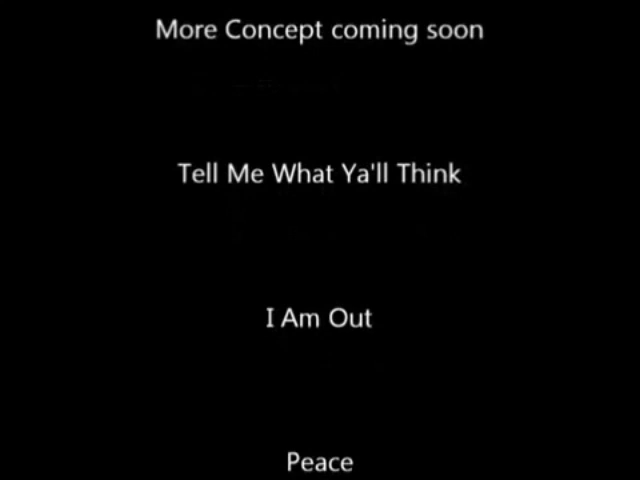 More Concept coming soon
Tell Me What Ya'll Think
I Am Out
Peace